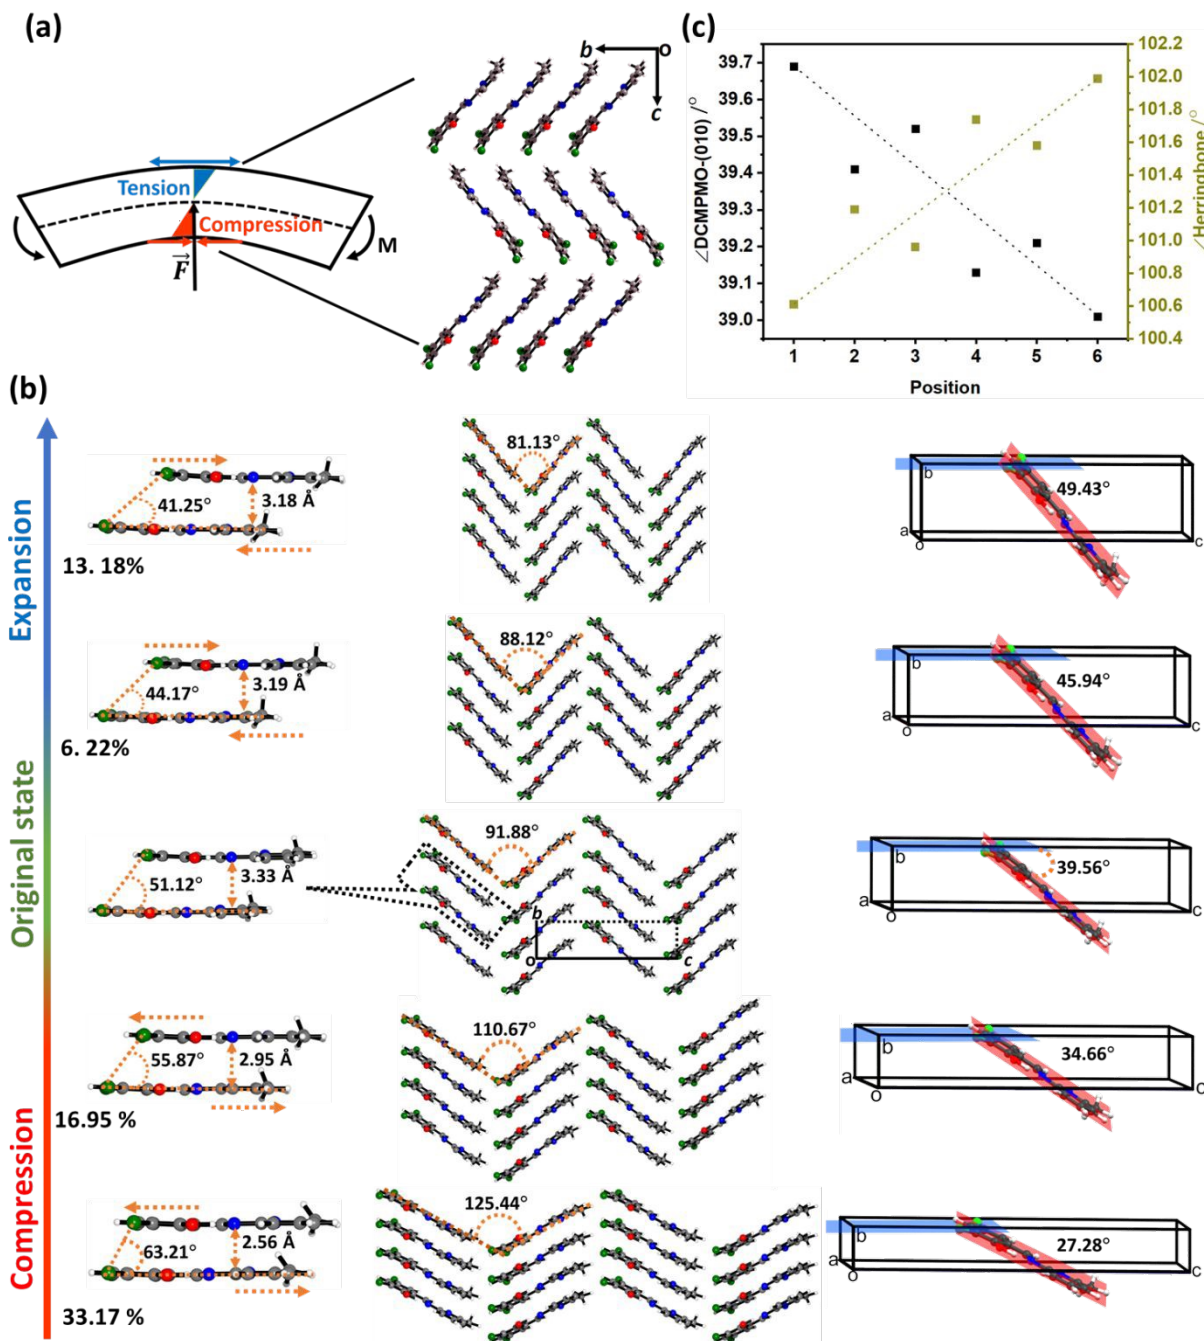 (a)
b
o
c
Tension
Compression
M
F
(c)
∠DCMPMO-(010) /°
39.7
39.6
39.5
39.4
39.3
39.2
39.1
39.0
102.2
102.0
101.8
101.6
101.4
101.2
101.0
100.8
100.6
100.4
∠Herringbone /°
1 2 3 4 5 6
Position
(b)
Expansion
Original state
Compression
41.25°
3.18 Å
13. 18%
81.13°
49.43°
b
a
o
c
44.17°
3.19 Å
6. 22%
88.12°
45.94°
b
a
o
c
51.12°
3.33 Å
91.88°
b
o
c
39.56°
b
a
o
c
55.87°
2.95 Å
16.95 %
110.67°
34.66°
b
a
o
c
63.21°
2.56 Å
33.17 %
125.44°
27.28°
b
a
o
c